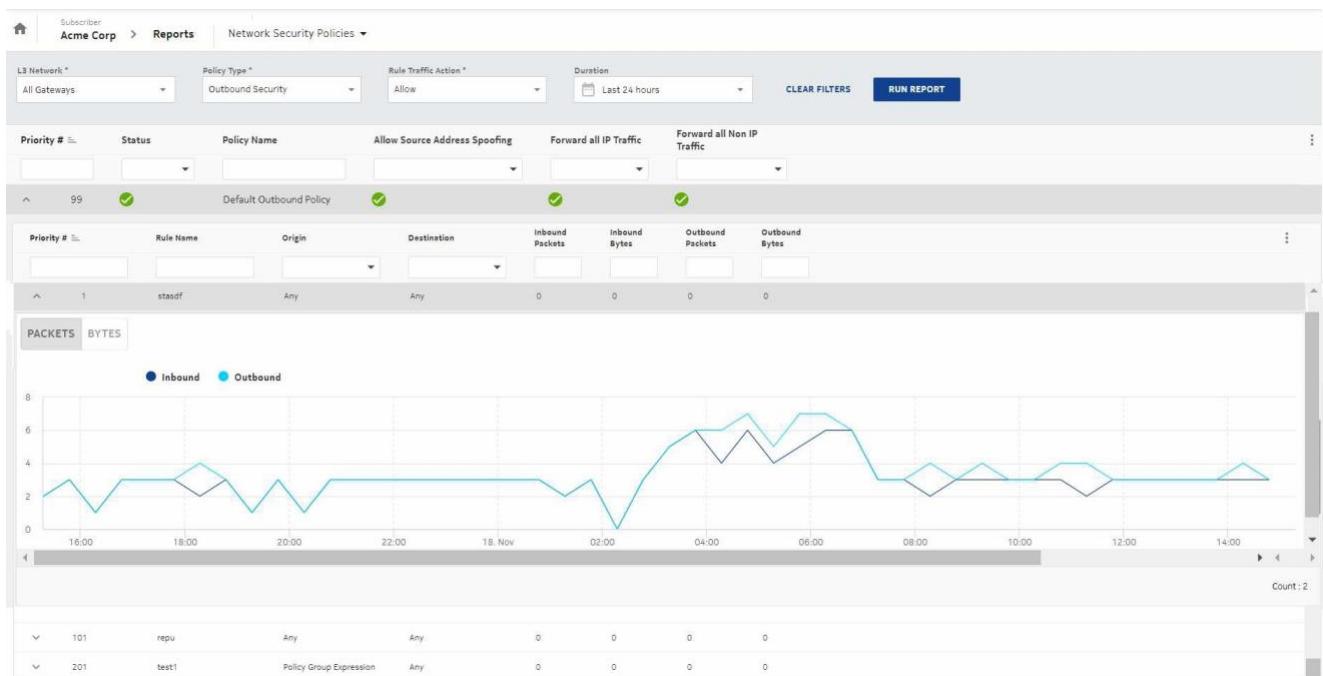 Subscriber
Acme Corp > Reports Network Security Policies
L3 Network * Policy Type * Rule Traffic Action * Duration
All Gateways Outbound Security Allow Last 24 hours CLEAR FILTERS RUN REPORT
Priority # Status Policy Name Allow Source Address Spoofing Forward all IP Traffic Forward all Non IP
Traffic
99 Default Outbound Policy
Priority # Rule Name Origin Destination Inbound Packets Inbound Bytes Outbound Packets Outbound Bytes
1 stasdf Any Any 0 0 0 0
PACKETS BYTES
Inbound Outbound
8
6
4
2
0
16:00 18:00 20:00 22:00 18. Nov 02:00 04:00 06:00 08:00 10:00 12:00 14:00
Count : 2
101 repu Any Any 0 0 0 0
201 test1 Policy Group Expression Any 0 0 0 0